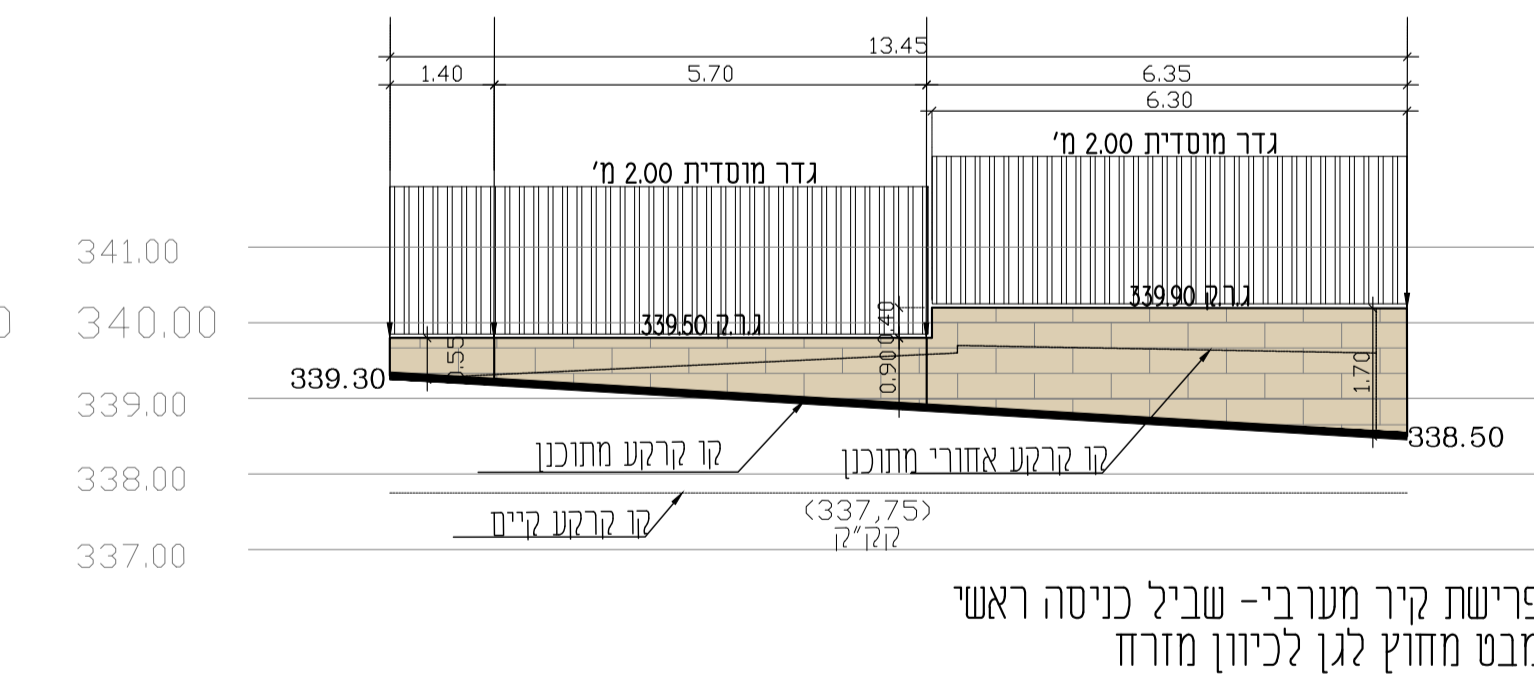 13.45
1.40 5.70 6.35
6.30
גדר מוסדית 2.00 מ'
גדר מוסדית 2.00 מ'
341.00
ג.ר.ק 339.90
340.00
ג.ר.ק 339.50
0.40
0.55
0.90
1.70
339.30
339.00
338.50
קו קרקע מתוכנן
קו קרקע אחורי מתוכנן
338.00
(337,75)
קק"ק
קו קרקע קיים
337.00
פרישת קיר מערבי- שביל כניסה ראשי
מבט מחוץ לגן לכיוון מזרח